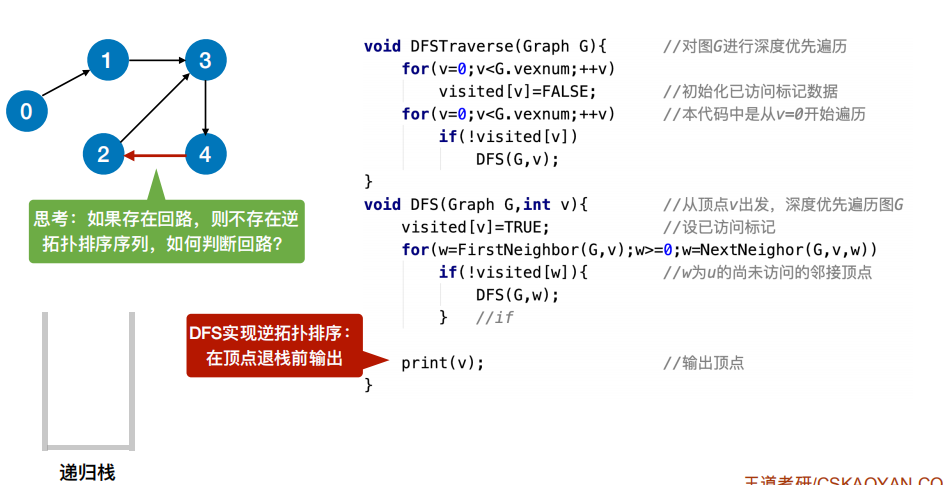 1
3
0
2
4
思考：如果存在回路，则不存在逆
拓扑排序序列，如何判断回路？
DFS实现逆拓扑排序：
在顶点退栈前输出
递归栈
void DFSTraverse(Graph G){ //对图G进行深度优先遍历
for(v=0;v<G.vexnum;++v)
visited[v]=FALSE; //初始化已访问标记数据
for(v=0;v<G.vexnum;++v) //本代码中是从v=0开始遍历
if(!visited[v])
DFS(G,v);
}
void DFS(Graph G,int v){ //从顶点v出发，深度优先遍历图G
visited[v]=TRUE; //设已访问标记
for(w=FirstNeighbor(G,v);w>=0;w=NextNeighor(G,v,w))
if(!visited[w]){ //w为u的尚未访问的邻接顶点
DFS(G,w);
} //if
print(v); //输出顶点
}
王道考研/CSKAOYAN.CO